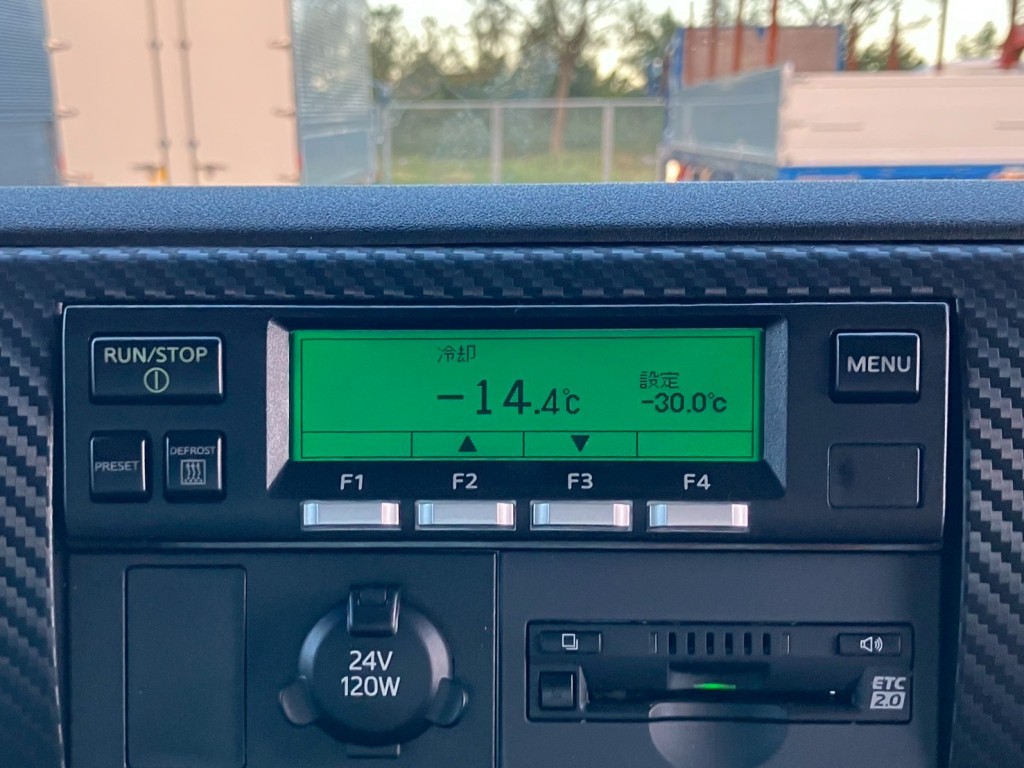 RUN/STOP
冷却
-14.4℃
設定
-30.0℃
MENU
PRESET
DEFROST
▲
▼
F1
F2
F3
F4
24V
120W
ETC
2.0